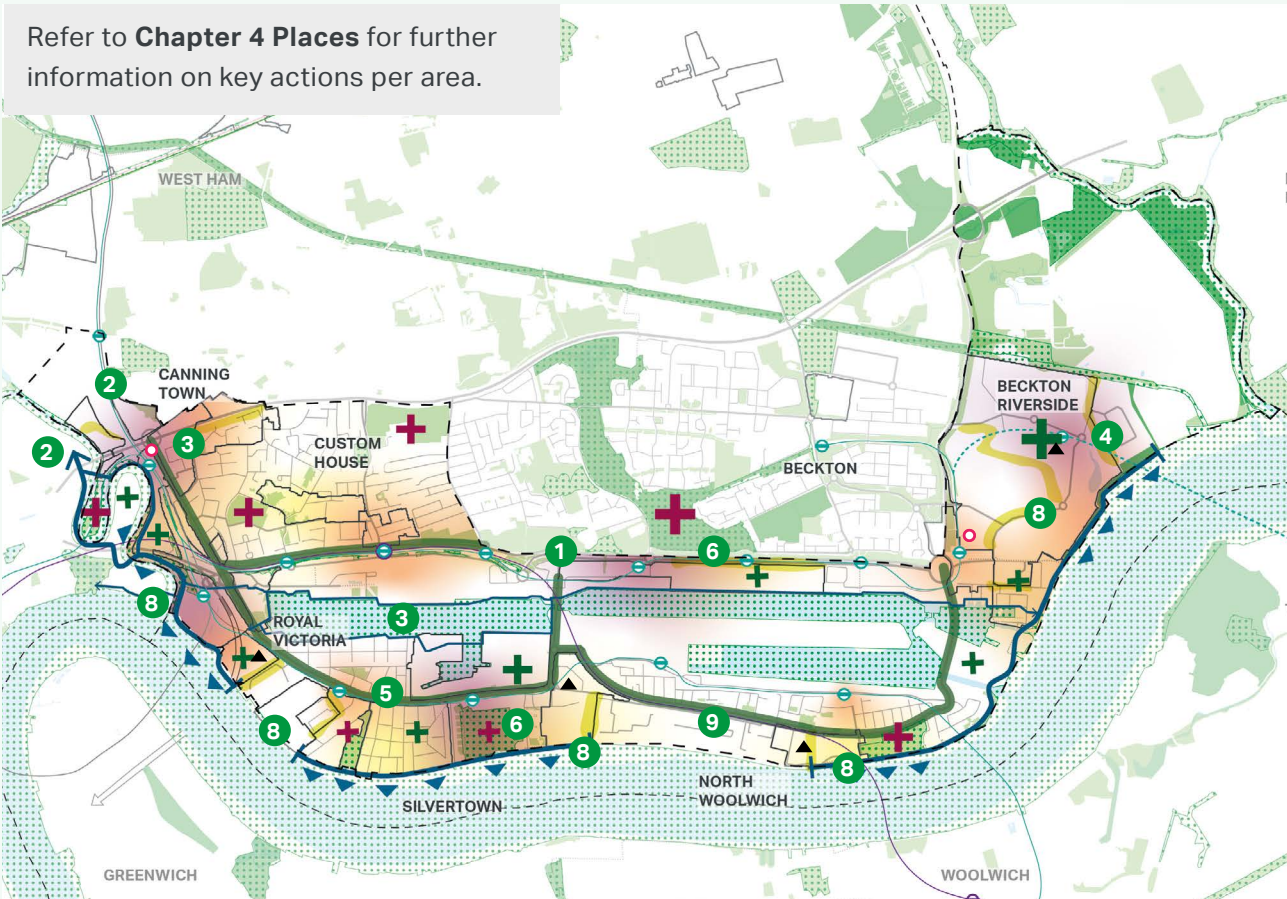 Refer to Chapter 4 Places for further
information on key actions per area.
WEST HAM
2
CANNING
TOWN
3
2
CUSTOM
HOUSE
BECKTON
RIVERSIDE
4
BECKTON
8
1
6
8
3
ROYAL
VICTORIA
5
6
9
8
8
8
NORTH
WOOLWICH
SILVERTOWN
GREENWICH
WOOLWICH